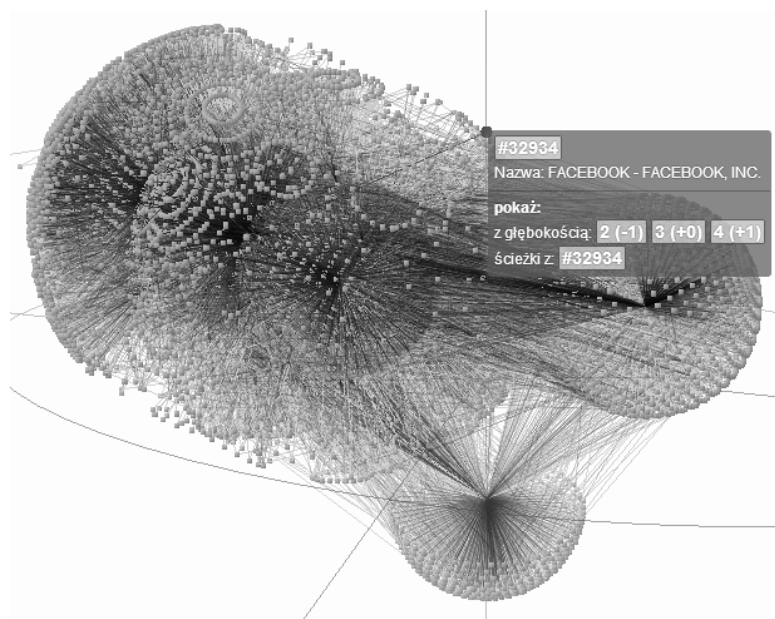 #32934
Nazwa: FACEBOOK - FACEBOOK, INC.
pokaż:
z głębokością: 2 (-1) 3 (+0) 4 (+1)
ścieżki z: #32934